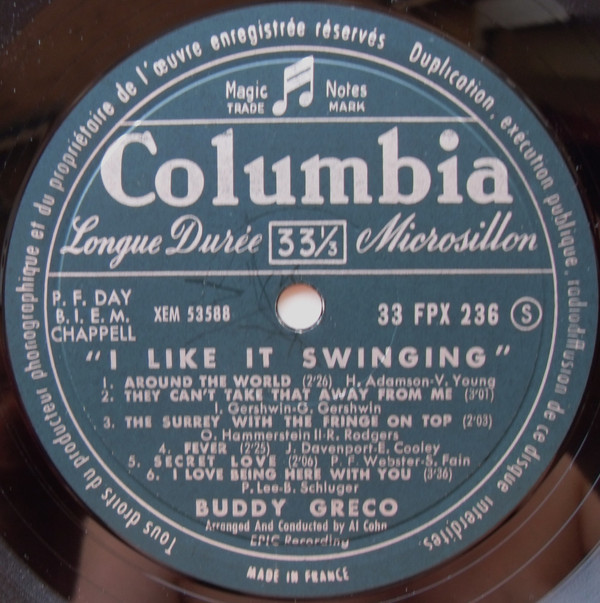 Tous droits du producteur phonographique et du propriétaire de l'œuvre enregistrée réservés
Duplication, exécution publique, radiodiffusion de ce disque interdites.
Magic Notes
TRADE MARK
Columbia
Longue Durée 33⅓ Microsillon
P. F. DAY
B. I. E. M.
CHAPPELL
XEM 53588
33 FPX 236 S
"I LIKE IT SWINGING"
1. AROUND THE WORLD (2'26) H. Adamson-V. Young
2. THEY CAN'T TAKE THAT AWAY FROM ME (3'01)
I. Gershwin-G. Gershwin
3. THE SURREY WITH THE FRINGE ON TOP (2'03)
O. Hammerstein II-R. Rodgers
4. FEVER (2'25) J. Davenport-E. Cooley
5. SECRET LOVE (2'06) P. F. Webster-S. Fain
6. I LOVE BEING HERE WITH YOU (3'36)
P. Lee-B. Schluger
BUDDY GRECO
Arranged And Conducted by Al Cohn
EPIC Recording
MADE IN FRANCE